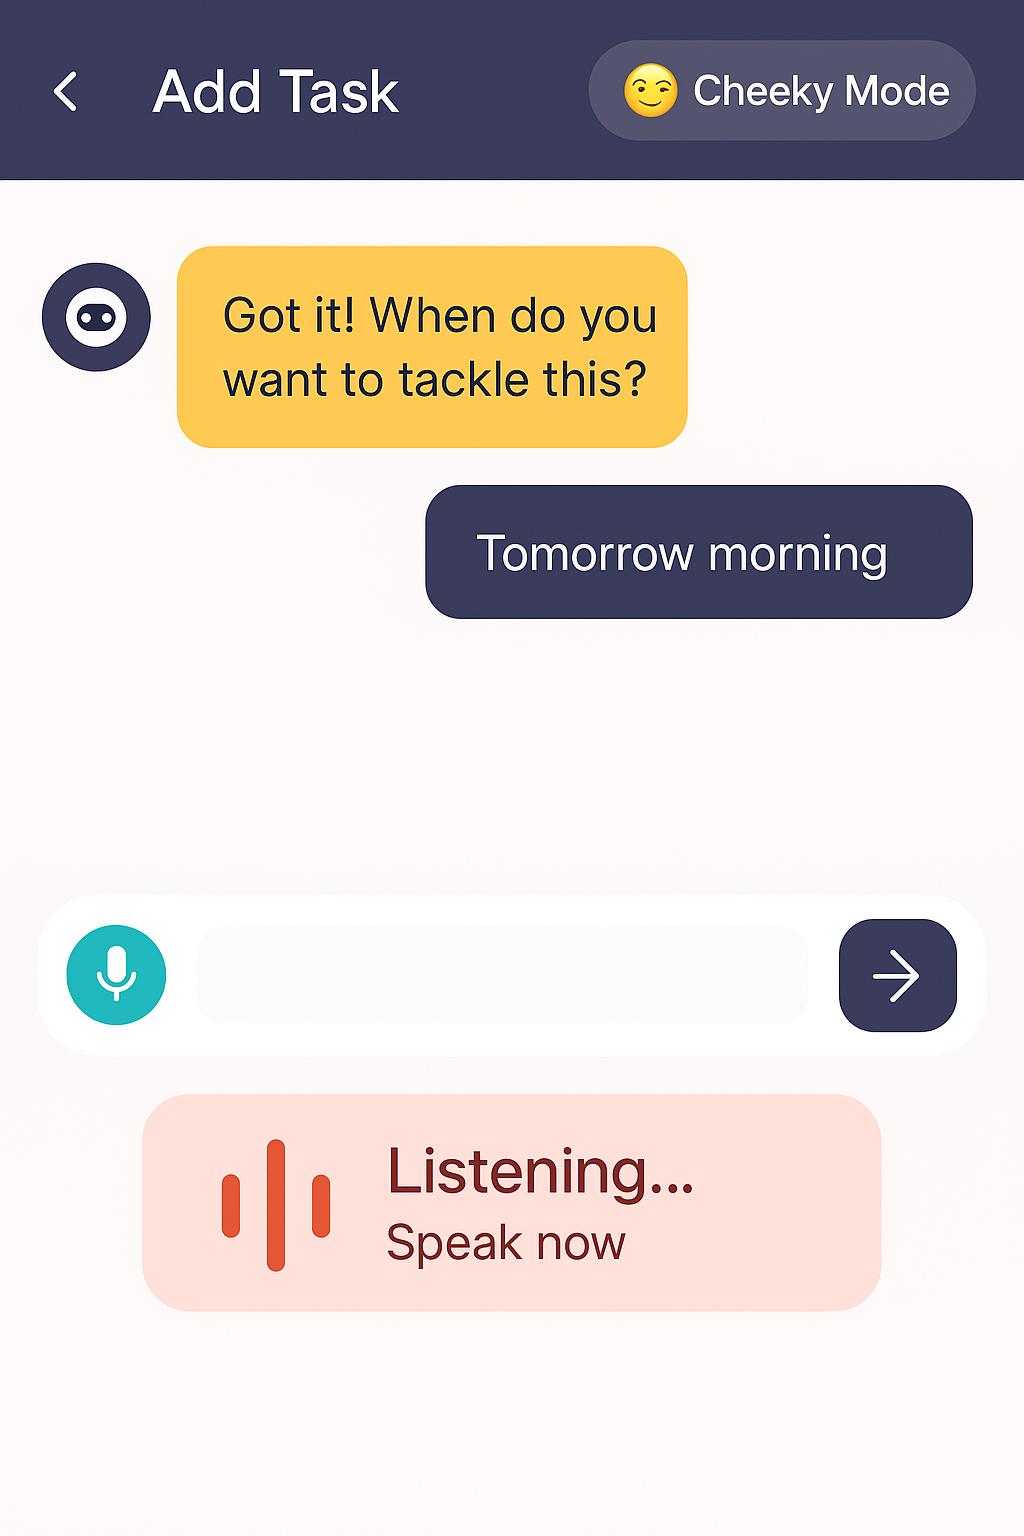 Add Task
😏 Cheeky Mode
Got it! When do you
want to tackle this?
Tomorrow morning
Listening...
Speak now